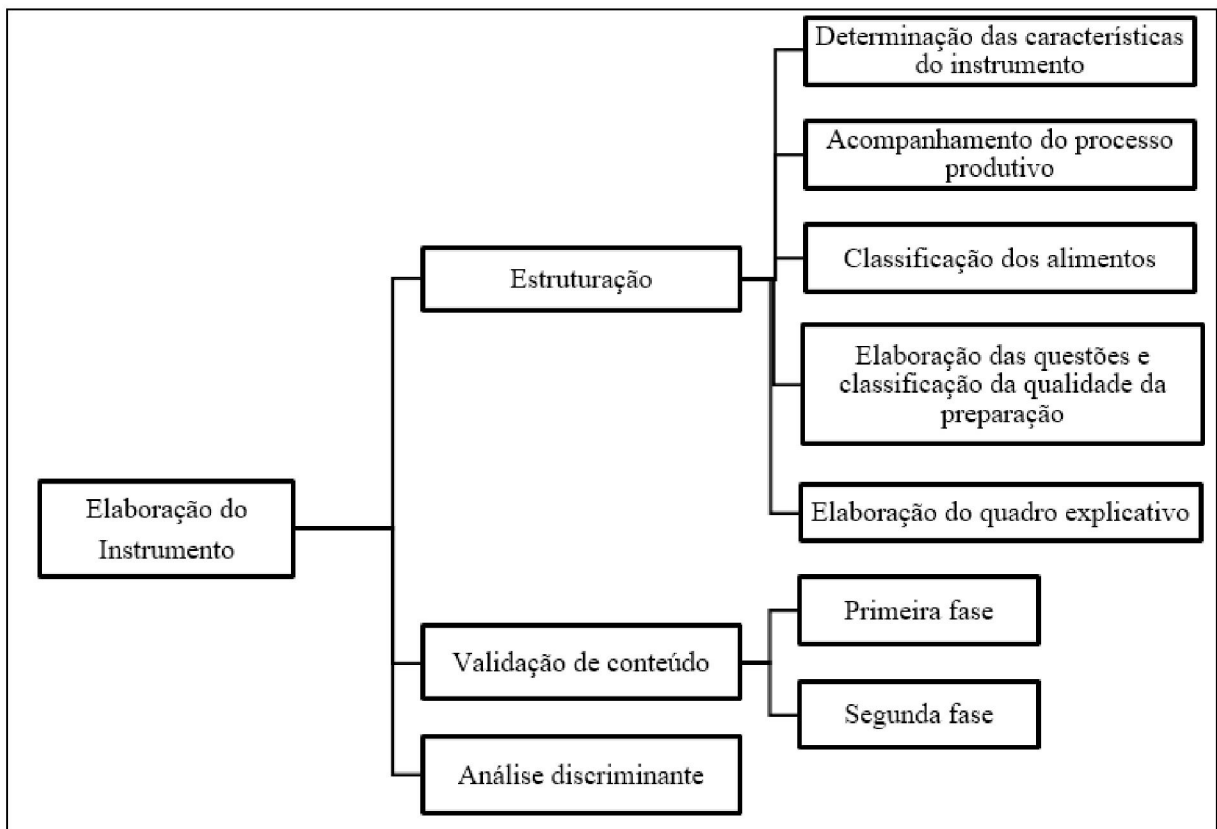 Elaboração do
Instrumento
Estruturação
Determinação das características
do instrumento
Acompanhamento do processo
produtivo
Classificação dos alimentos
Elaboração das questões e
classificação da qualidade da
preparação
Elaboração do quadro explicativo
Validação de conteúdo
Primeira fase
Segunda fase
Análise discriminante